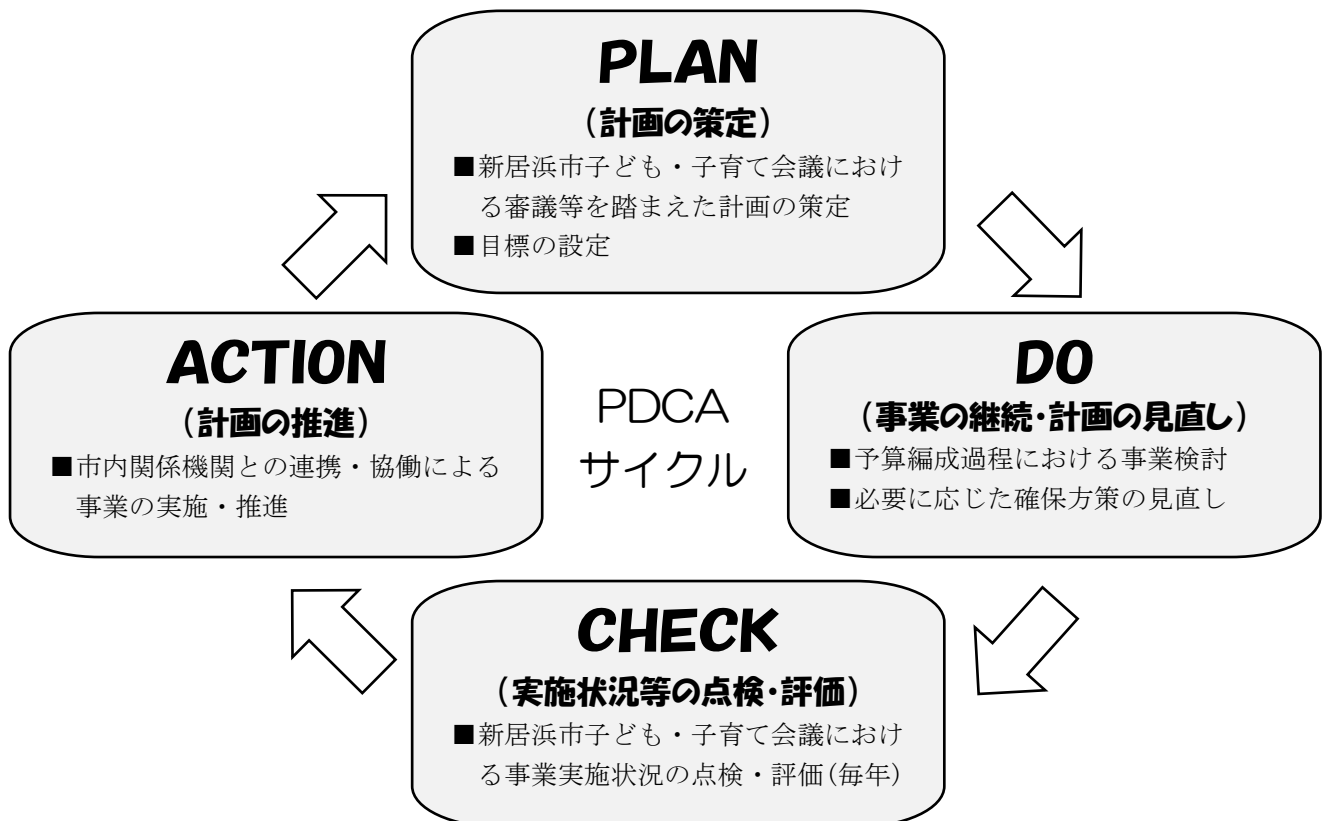 PLAN
（計画の策定）
■新居浜市子ども・子育て会議におけ
る審議等を踏まえた計画の策定
■目標の設定
ACTION
（計画の推進）
■市内関係機関との連携・協働による
事業の実施・推進
PDCA
サイクル
DO
（事業の継続・計画の見直し）
■予算編成過程における事業検討
■必要に応じた確保方策の見直し
CHECK
（実施状況等の点検・評価）
■新居浜市子ども・子育て会議におけ
る事業実施状況の点検・評価(毎年)